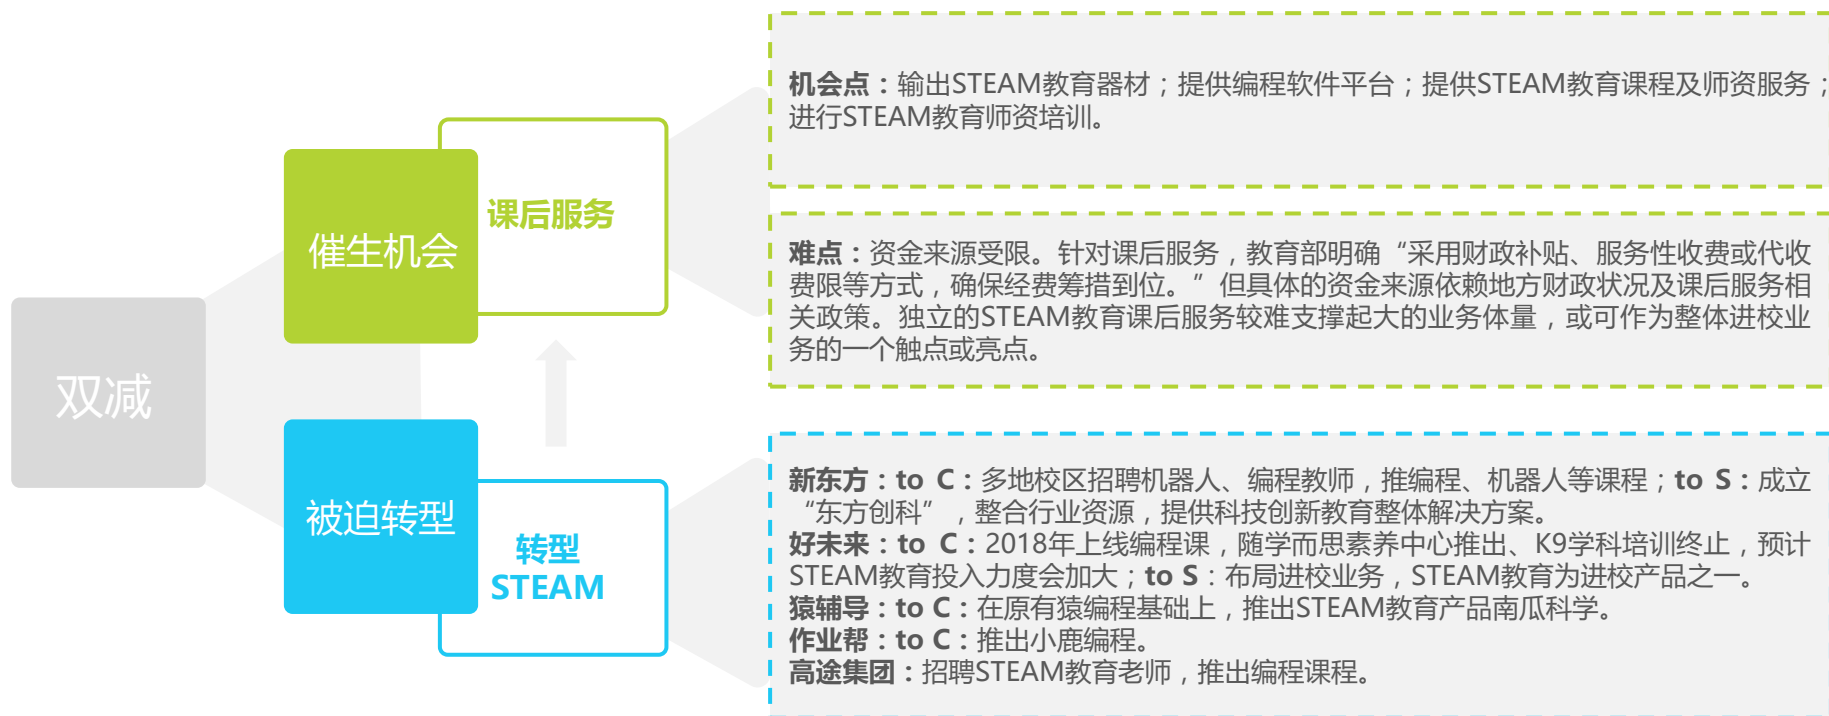 双减
催生机会
课后服务
机会点：输出STEAM教育器材；提供编程软件平台；提供STEAM教育课程及师资服务；
进行STEAM教育师资培训。
难点：资金来源受限。针对课后服务，教育部明确“采用财政补贴、服务性收费或代收
费限等方式，确保经费筹措到位。”但具体的资金来源依赖地方财政状况及课后服务相
关政策。独立的STEAM教育课后服务较难支撑起大的业务体量，或可作为整体进校业
务的一个触点或亮点。
被迫转型
转型
STEAM
新东方：to C：多地校区招聘机器人、编程教师，推编程、机器人等课程；to S：成立
“东方创科”，整合行业资源，提供科技创新教育整体解决方案。
好未来：to C：2018年上线编程课，随学而思素养中心推出、K9学科培训终止，预计
STEAM教育投入力度会加大；to S：布局进校业务，STEAM教育为进校产品之一。
猿辅导：to C：在原有猿编程基础上，推出STEAM教育产品南瓜科学。
作业帮：to C：推出小鹿编程。
高途集团：招聘STEAM教育老师，推出编程课程。